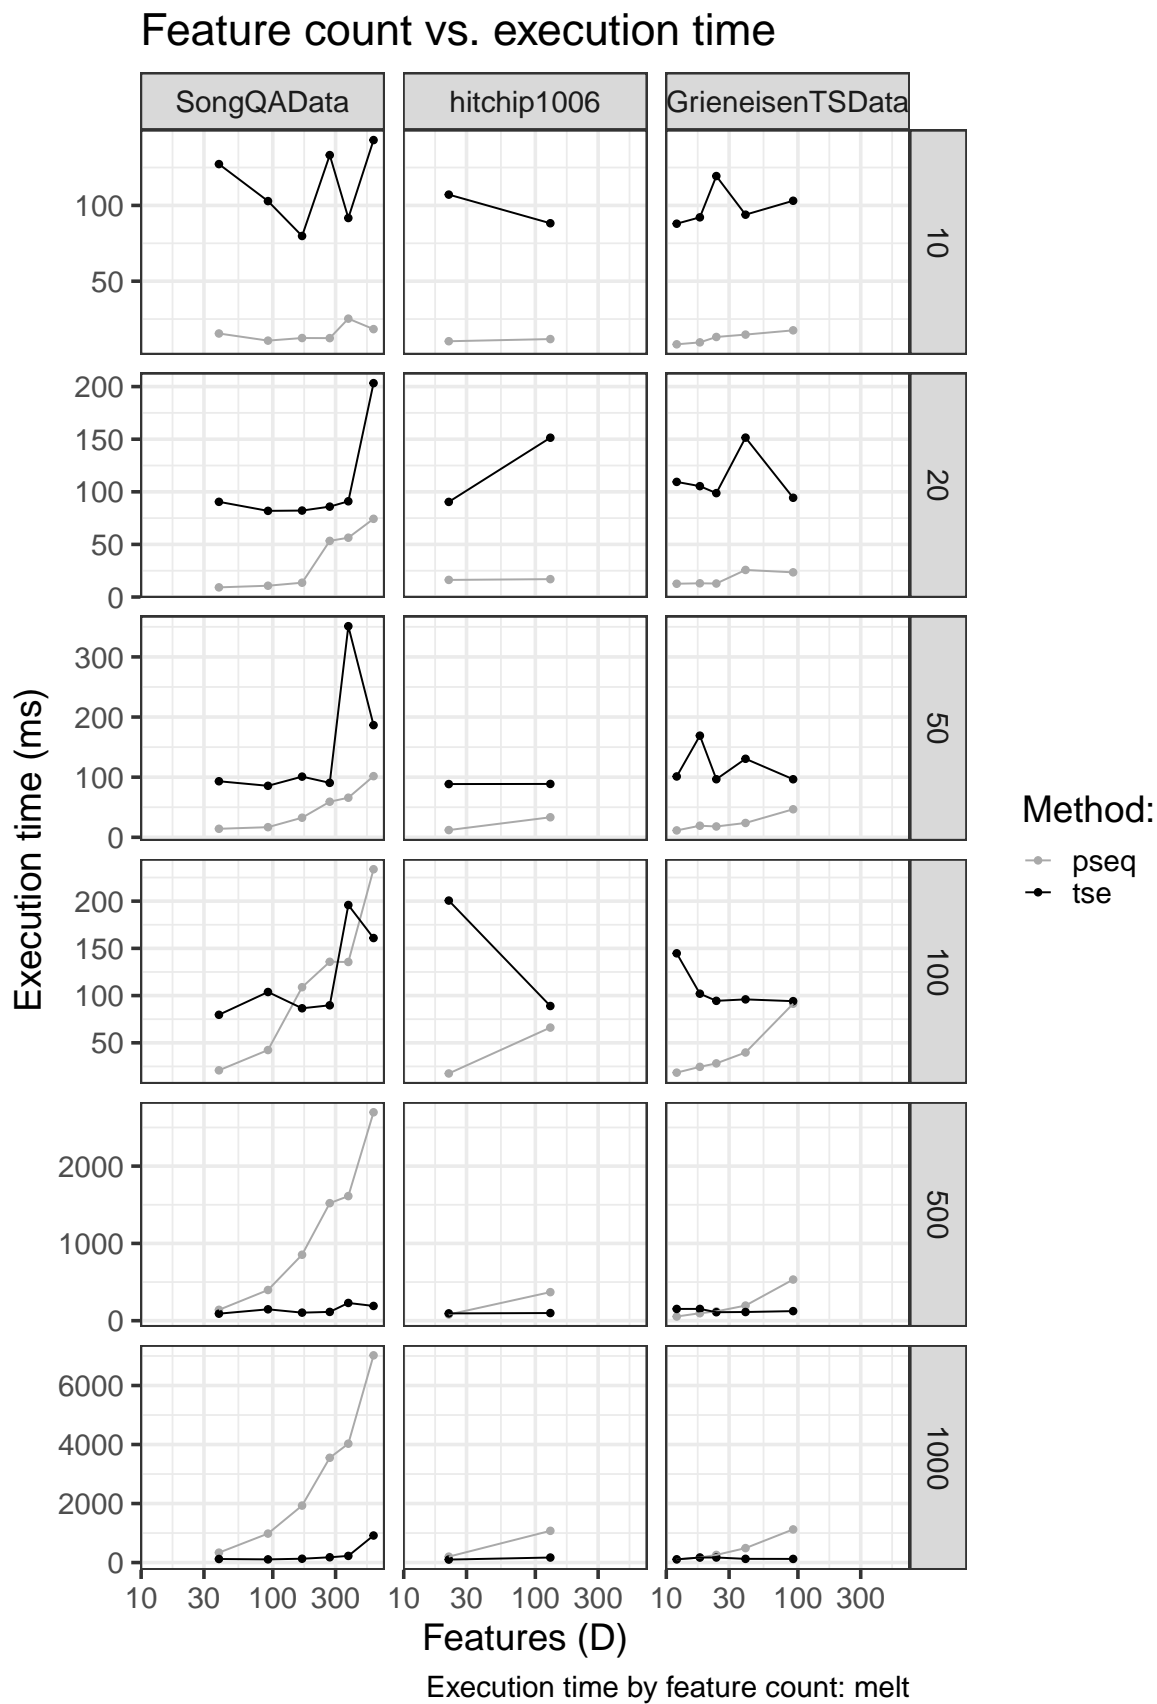 Feature count vs. execution time
SongQAData
hitchip1006
GrieneisenTSData
100
50
10
200
150
100
50
0
20
300
200
100
0
50
200
150
100
50
100
2000
1000
0
500
6000
4000
2000
0
1000
10 30 100 300
10 30 100 300
10 30 100 300
Execution time (ms)
Features (D)
Method:
pseq
tse
Execution time by feature count: melt